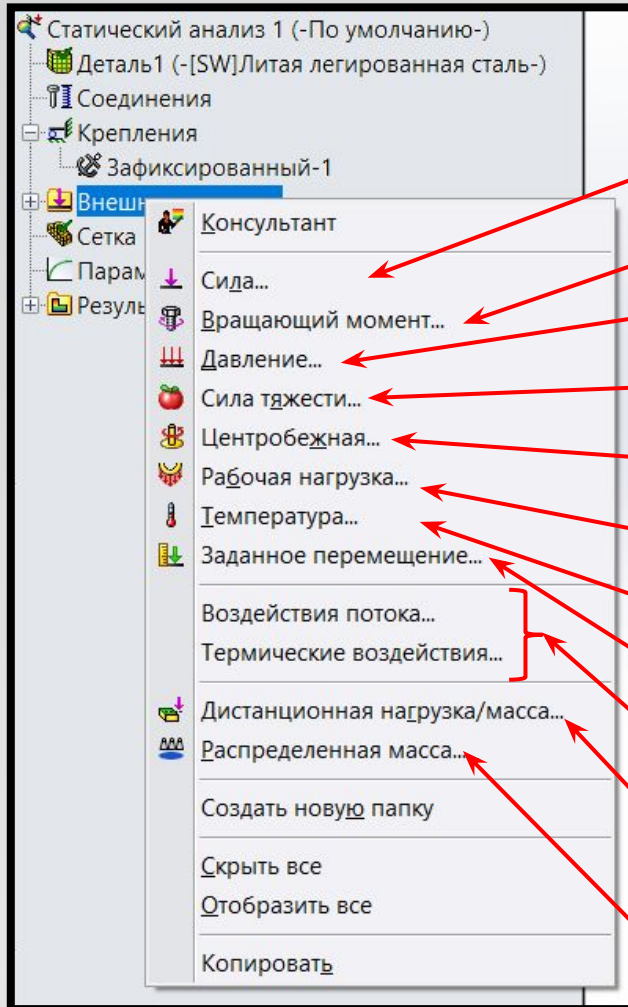 Статический анализ 1 (-По умолчанию-)
Деталь1 (-[SW]Литая легированная сталь-)
Соединения
Крепления
Зафиксированный-1
Внешн
Сетка
Парам
Резуль
Консультант
Сила...
Вращающий момент...
Давление...
Сила тяжести...
Центробежная...
Рабочая нагрузка...
Температура...
Заданное перемещение...
Воздействия потока...
Термические воздействия...
Дистанционная нагрузка/масса...
Распределенная масса...
Создать новую папку
Скрыть все
Отобразить все
Копировать